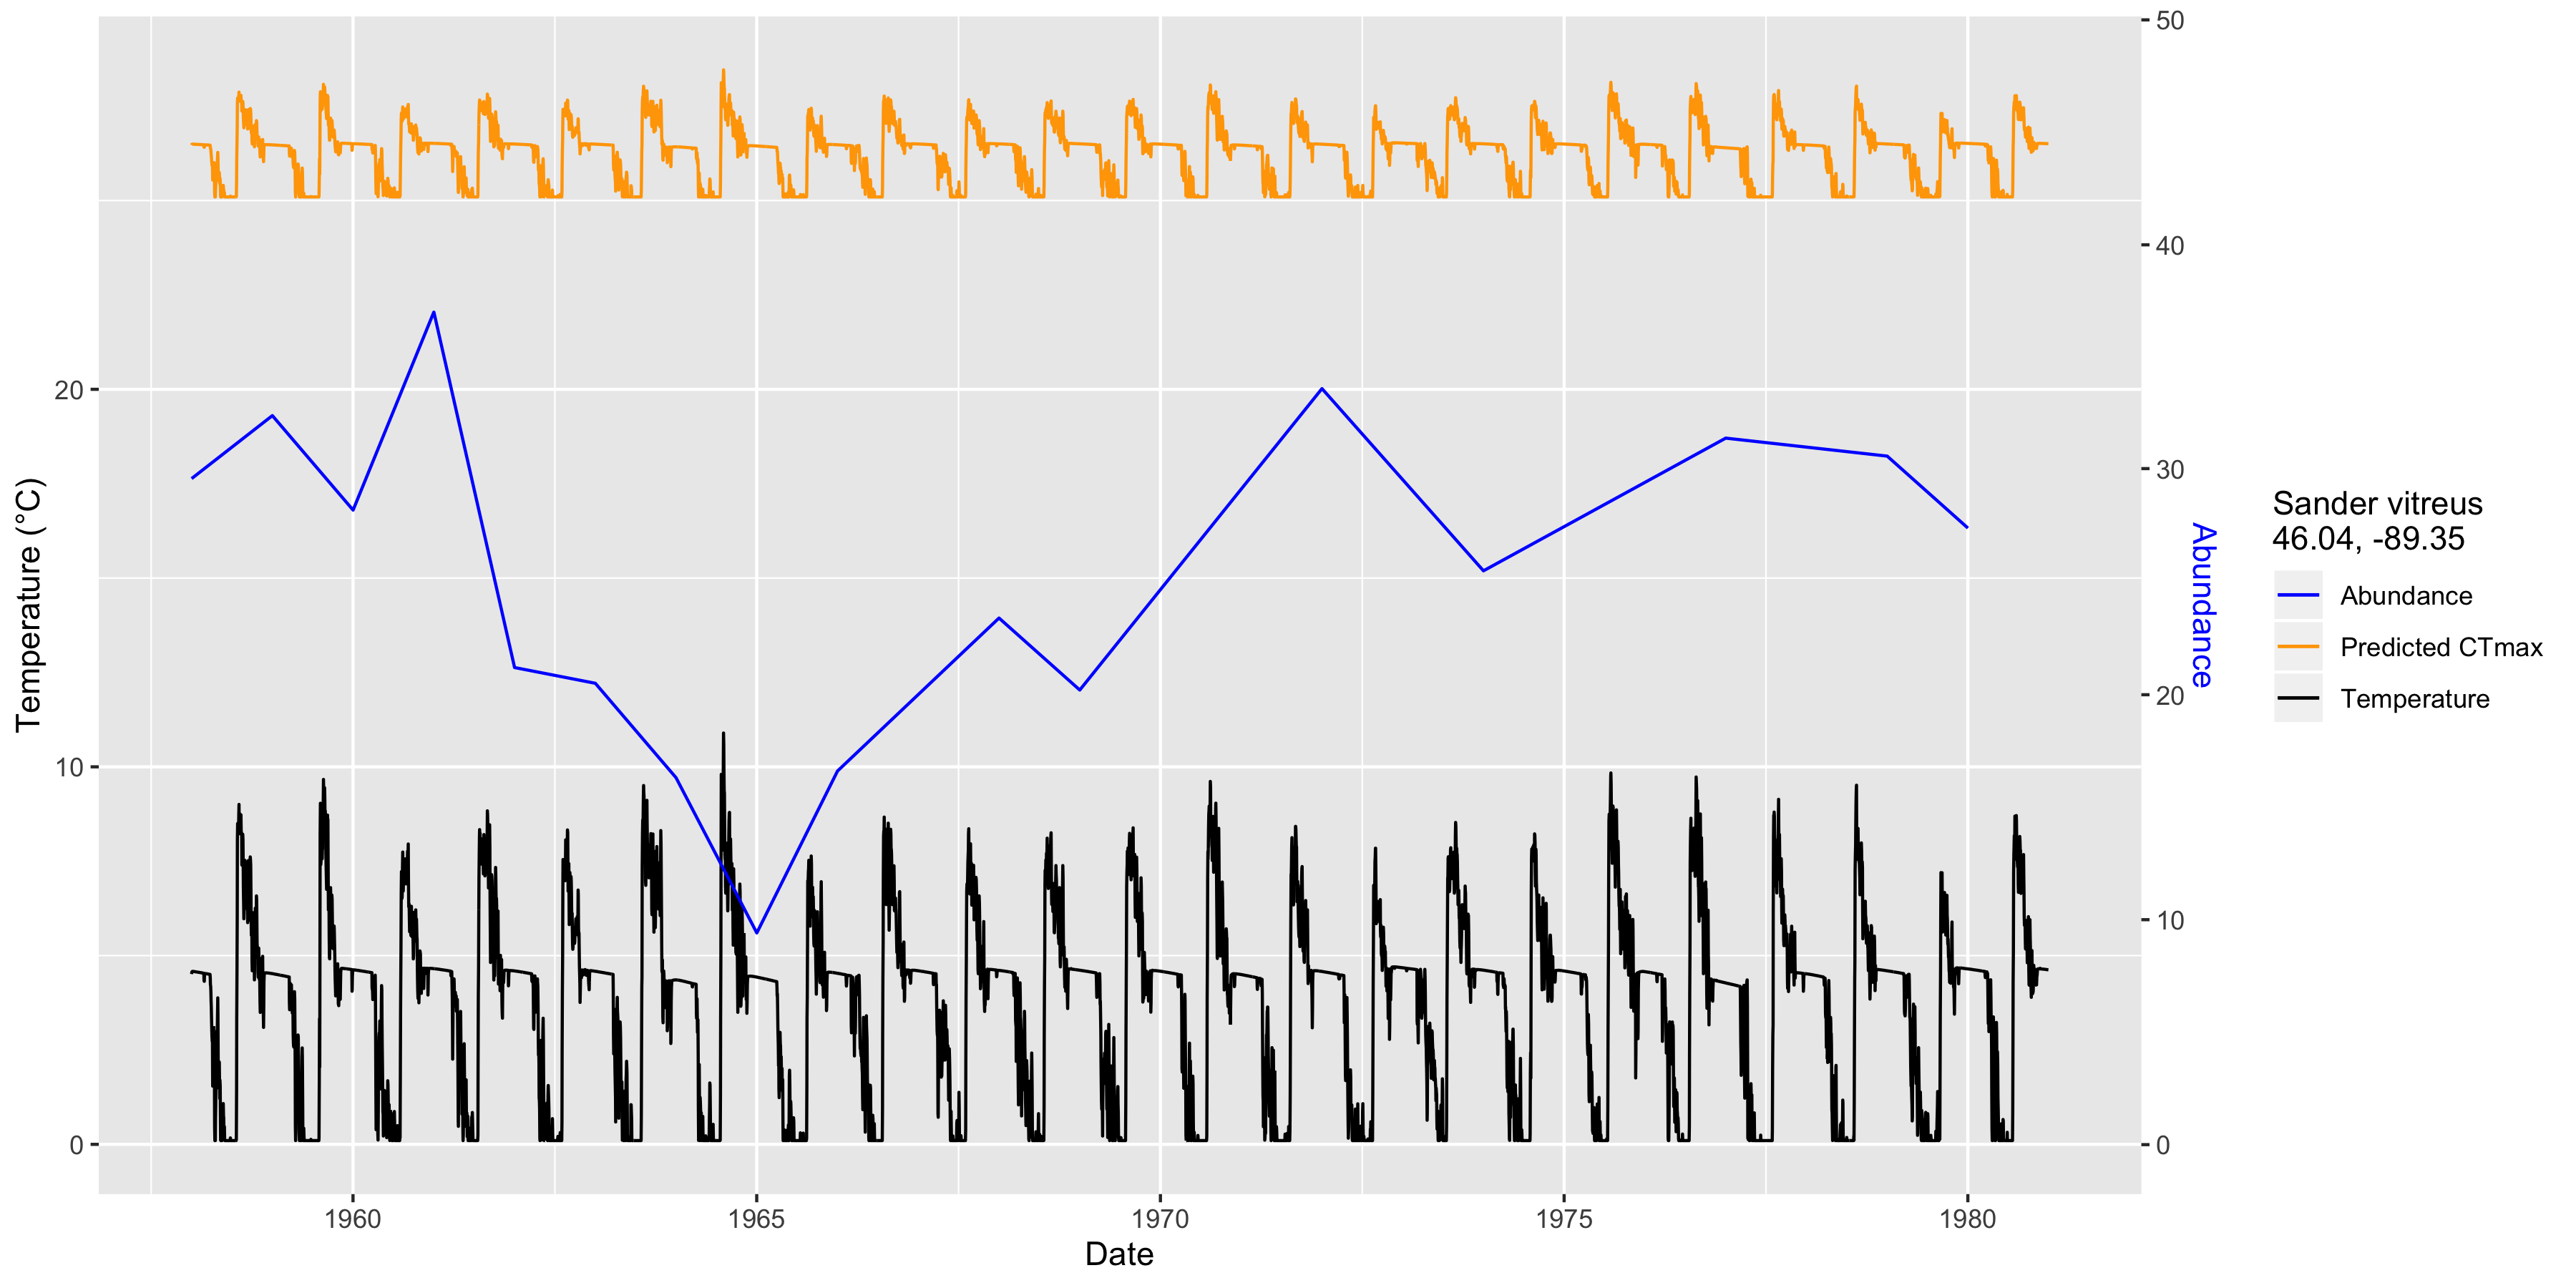 50
40
30
20
10
0
Abundance
20
10
0
Temperature (°C)
1960
1965
1970
1975
1980
Date
Sander vitreus
46.04, -89.35
Abundance
Predicted CTmax
Temperature